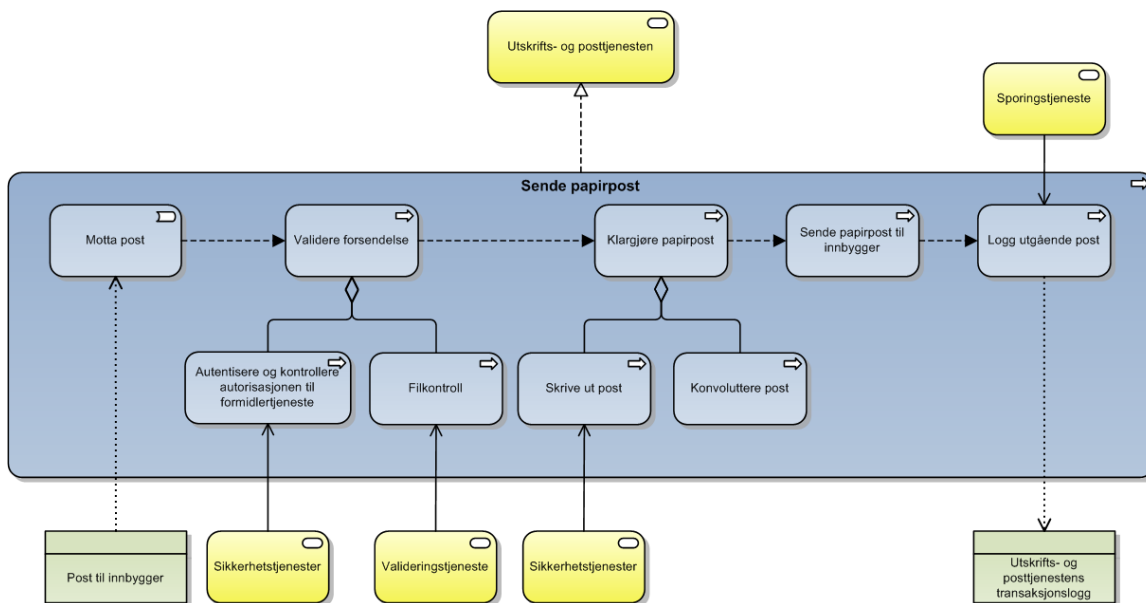 Utskrifts- og posttjenesten
Sporingstjeneste
Sende papirpost
Motta post
Validere forsendelse
Klargjøre papirpost
Sende papirpost til
innbygger
Logg utgående post
Autentisere og kontrollere
autorisasjonen til
formidlertjeneste
Filkontroll
Skrive ut post
Konvoluttere post
Post til innbygger
Sikkerhetstjenester
Valideringstjeneste
Sikkerhetstjenester
Utskrifts- og
posttjenestens
transaksjonslogg